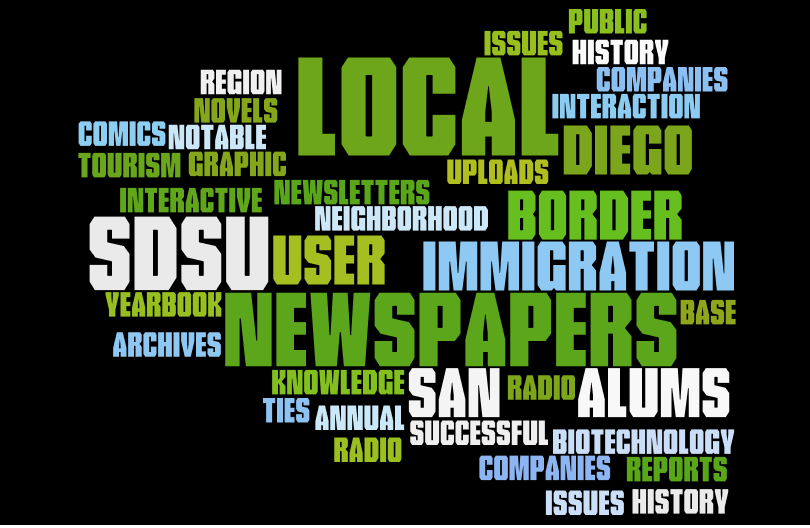 PUBLIC
ISSUES
HISTORY
REGION
LOCAL
COMPANIES
NOVELS
INTERACTION
COMICS
NOTABLE
DIEGO
TOURISM
GRAPHIC
UPLOADS
INTERACTIVE
NEWSLETTERS
NEIGHBORHOOD
BORDER
SDSU
USER
IMMIGRATION
YEARBOOK
NEWSPAPERS
BASE
ARCHIVES
KNOWLEDGE
SAN
RADIO
ALUMS
TIES
ANNUAL
SUCCESSFUL
BIOTECHNOLOGY
RADIO
COMPANIES
REPORTS
ISSUES
HISTORY